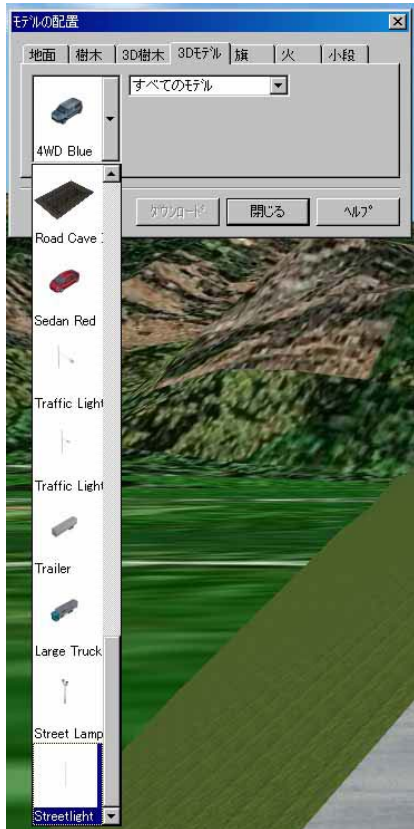 モデルの配置
地面 樹木 3D樹木 3Dモデル 旗 火 小段
すべてのモデル
4WD Blue
ダウンロード 閉じる ヘルプ
Road Cave
Sedan Red
Traffic Light
Traffic Light
Trailer
Large Truck
Street Lamp
Streetlight